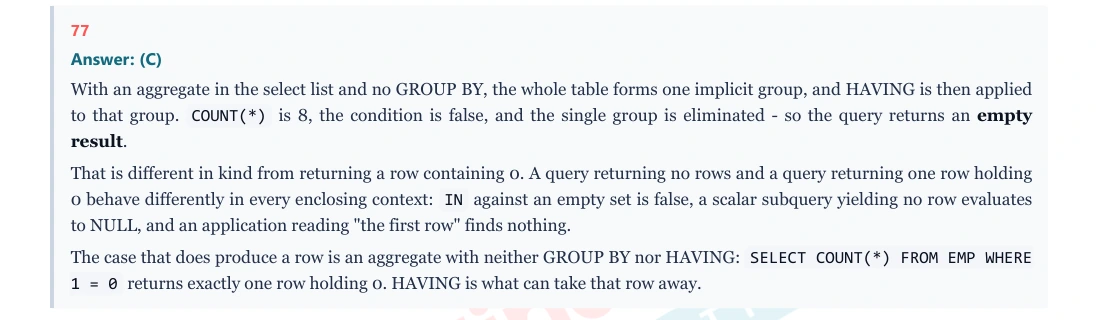 77
Answer: (C)
With an aggregate in the select list and no GROUP BY, the whole table forms one implicit group, and HAVING is then applied
to that group. COUNT(*) is 8, the condition is false, and the single group is eliminated - so the query returns an empty
result.
That is different in kind from returning a row containing 0. A query returning no rows and a query returning one row holding
0 behave differently in every enclosing context: IN against an empty set is false, a scalar subquery yielding no row evaluates
to NULL, and an application reading "the first row" finds nothing.
The case that does produce a row is an aggregate with neither GROUP BY nor HAVING: SELECT COUNT(*) FROM EMP WHERE
1 = 0 returns exactly one row holding 0. HAVING is what can take that row away.